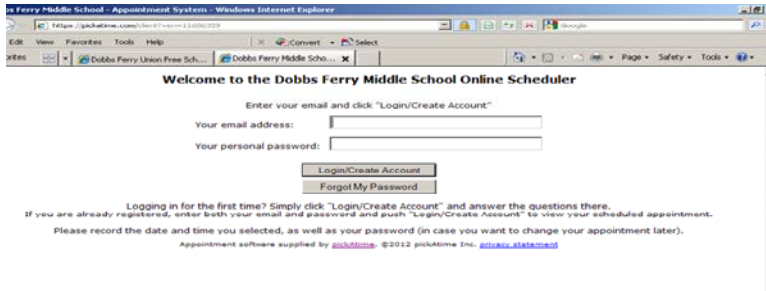 bs Ferry Middle School - Appointment System - Windows Internet Explorer
Google
Edit View Favorites Tools Help
Convert Select
Dobbs Ferry Union Free Sch... Dobbs Ferry Middle Scho...
Page Safety Tools
Welcome to the Dobbs Ferry Middle School Online Scheduler
Enter your email and click "Login/Create Account"
Your email address:
Your personal password:
Login/Create Account
Forgot My Password
Logging in for the first time? Simply click "Login/Create Account" and answer the questions there.
If you are already registered, enter both your email and password and push "Login/Create Account" to view your scheduled appointment.
Please record the date and time you selected, as well as your password (in case you want to change your appointment later).
Appointment software supplied by pickAtime. ©2012 pickAtime Inc. privacy statement